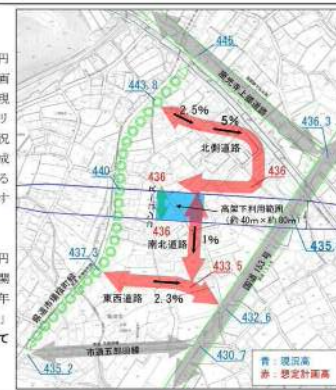 円
画
現
リ
況
成
る
す
円
開
年
」
て
445
443.8
2.5%
5%
436.3
北側道路
440
436
436
高架下利用範囲
(約40m×約80m)
436
435
南北道路
1%
437.3
433.5
国道153号
東西道路
2.3%
432.6
市道五郎田線
430.7
435.2
青：現況高
赤：想定計画高